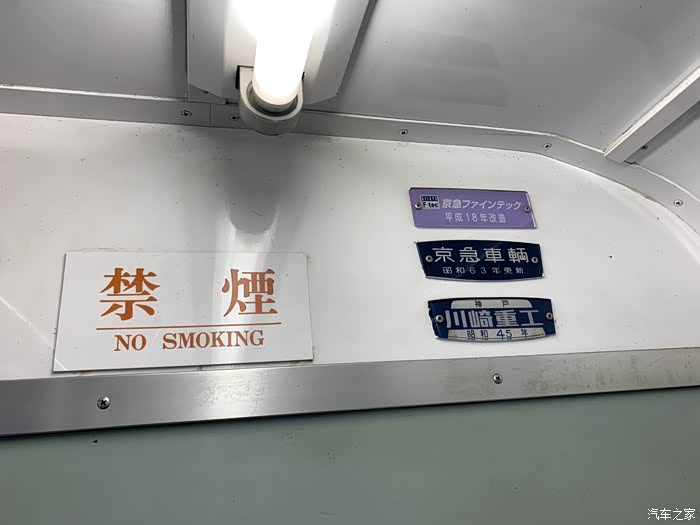 禁煙
NO SMOKING
F-tec 京急ファインテック
平成18年改造
京急車輌
昭和63年更新
神戸
川崎重工
昭和45年
汽车之家